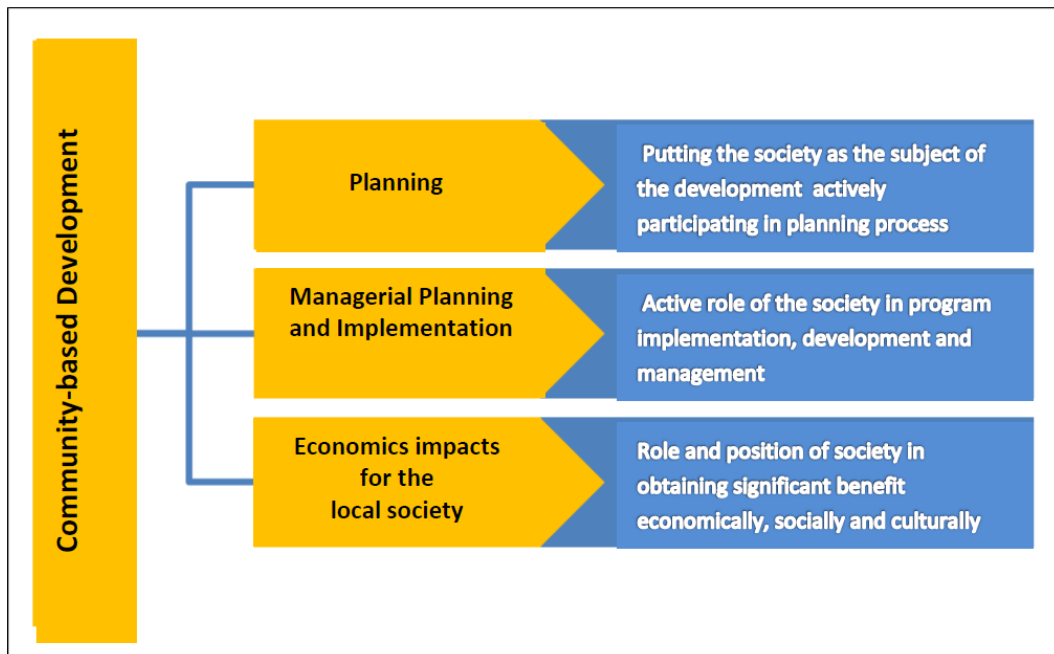 Community-based Development
Planning
Putting the society as the subject of
the development actively
participating in planning process
Managerial Planning
and Implementation
Active role of the society in program
implementation, development and
management
Economics impacts
for the
local society
Role and position of society in
obtaining significant benefit
economically, socially and culturally